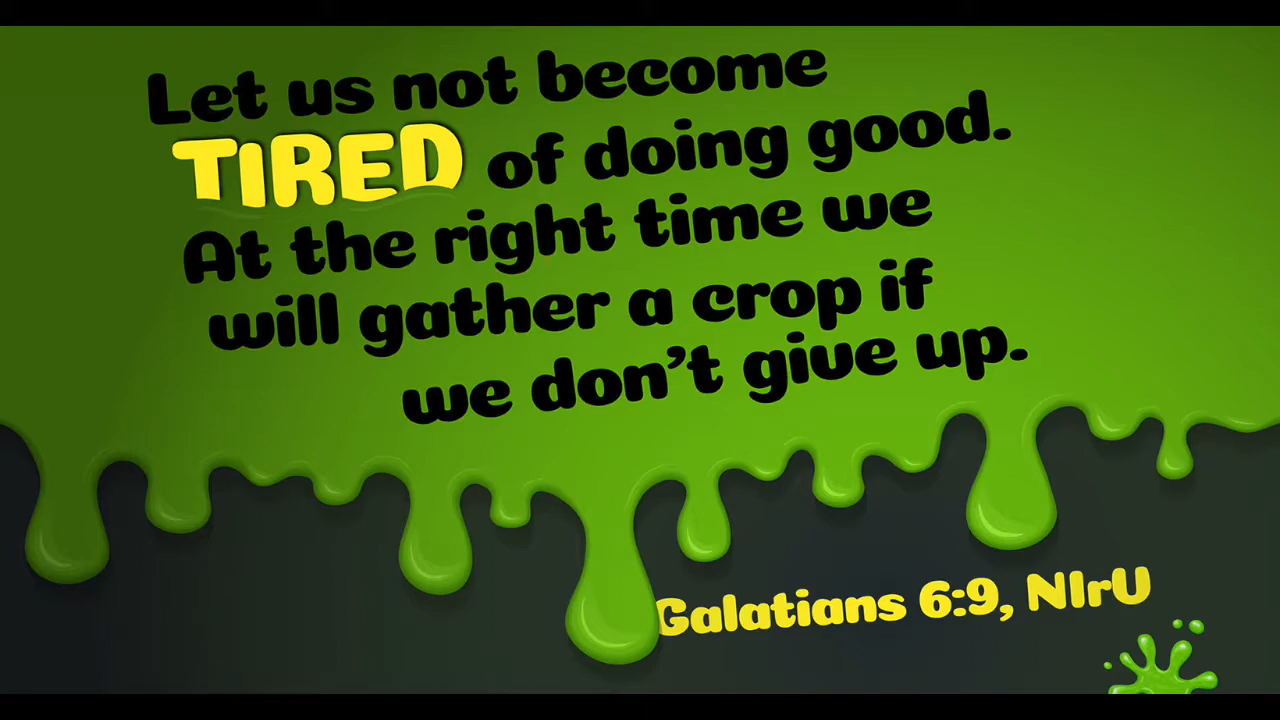 Let us not become
TIRED of doing good.
At the right time we
will gather a crop if
we don’t give up.
Galatians 6:9, NIrU